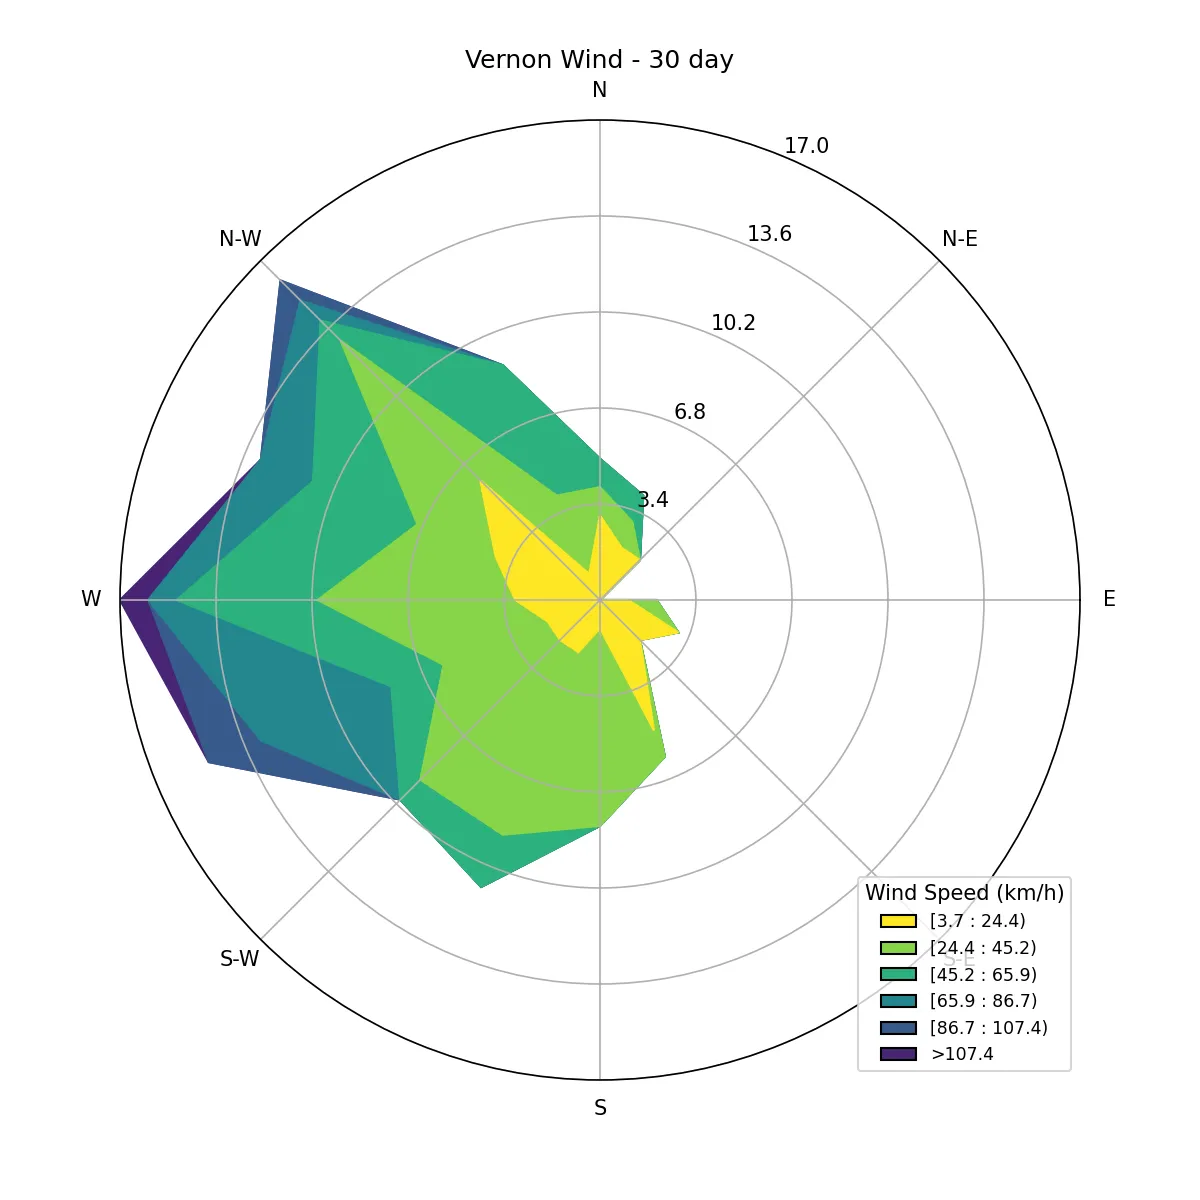 Vernon Wind - 30 day
N
17.0
13.6
N-W
N-E
10.2
6.8
3.4
W
E
Wind Speed (km/h)
[3.7 : 24.4)
[24.4 : 45.2)
S-W
S-E
[45.2 : 65.9)
[65.9 : 86.7)
[86.7 : 107.4)
>107.4
S